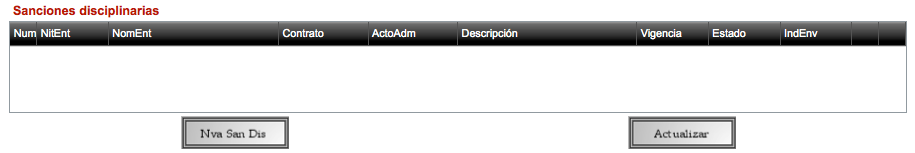 Sanciones disciplinarias
Num NitEnt NomEnt Contrato ActoAdm Descripción Vigencia Estado IndEnv
Nva San Dis Actualizar